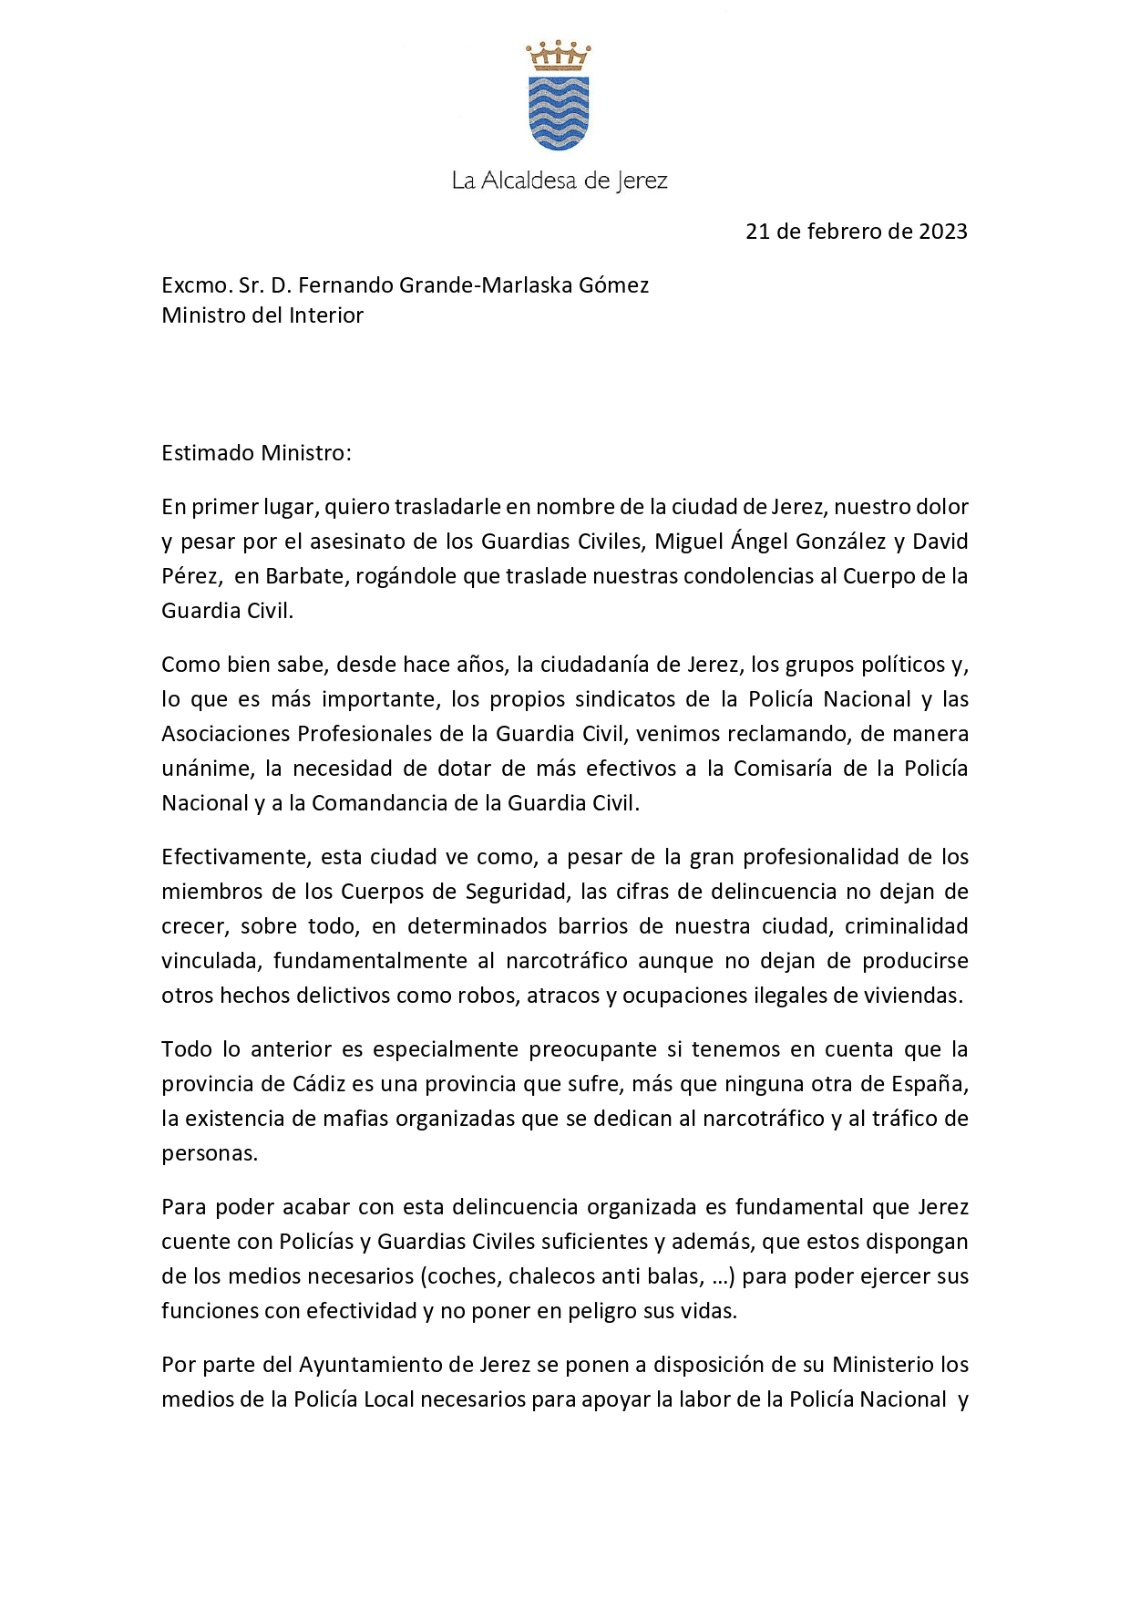 La Alcaldesa de Jerez
21 de febrero de 2023
Excmo. Sr. D. Fernando Grande-Marlaska Gómez
Ministro del Interior
Estimado Ministro:
En primer lugar, quiero trasladarle en nombre de la ciudad de Jerez, nuestro dolor
y pesar por el asesinato de los Guardias Civiles, Miguel Ángel González y David
Pérez,  en Barbate, rogándole que traslade nuestras condolencias al Cuerpo de la
Guardia Civil.
Como bien sabe, desde hace años, la ciudadanía de Jerez, los grupos políticos y,
lo que es más importante, los propios sindicatos de la Policía Nacional y las
Asociaciones Profesionales de la Guardia Civil, venimos reclamando, de manera
unánime, la necesidad de dotar de más efectivos a la Comisaría de la Policía
Nacional y a la Comandancia de la Guardia Civil.
Efectivamente, esta ciudad ve como, a pesar de la gran profesionalidad de los
miembros de los Cuerpos de Seguridad, las cifras de delincuencia no dejan de
crecer, sobre todo, en determinados barrios de nuestra ciudad, criminalidad
vinculada, fundamentalmente al narcotráfico aunque no dejan de producirse
otros hechos delictivos como robos, atracos y ocupaciones ilegales de viviendas.
Todo lo anterior es especialmente preocupante si tenemos en cuenta que la
provincia de Cádiz es una provincia que sufre, más que ninguna otra de España,
la existencia de mafias organizadas que se dedican al narcotráfico y al tráfico de
personas.
Para poder acabar con esta delincuencia organizada es fundamental que Jerez
cuente con Policías y Guardias Civiles suficientes y además, que estos dispongan
de los medios necesarios (coches, chalecos anti balas, …) para poder ejercer sus
funciones con efectividad y no poner en peligro sus vidas.
Por parte del Ayuntamiento de Jerez se ponen a disposición de su Ministerio los
medios de la Policía Local necesarios para apoyar la labor de la Policía Nacional  y